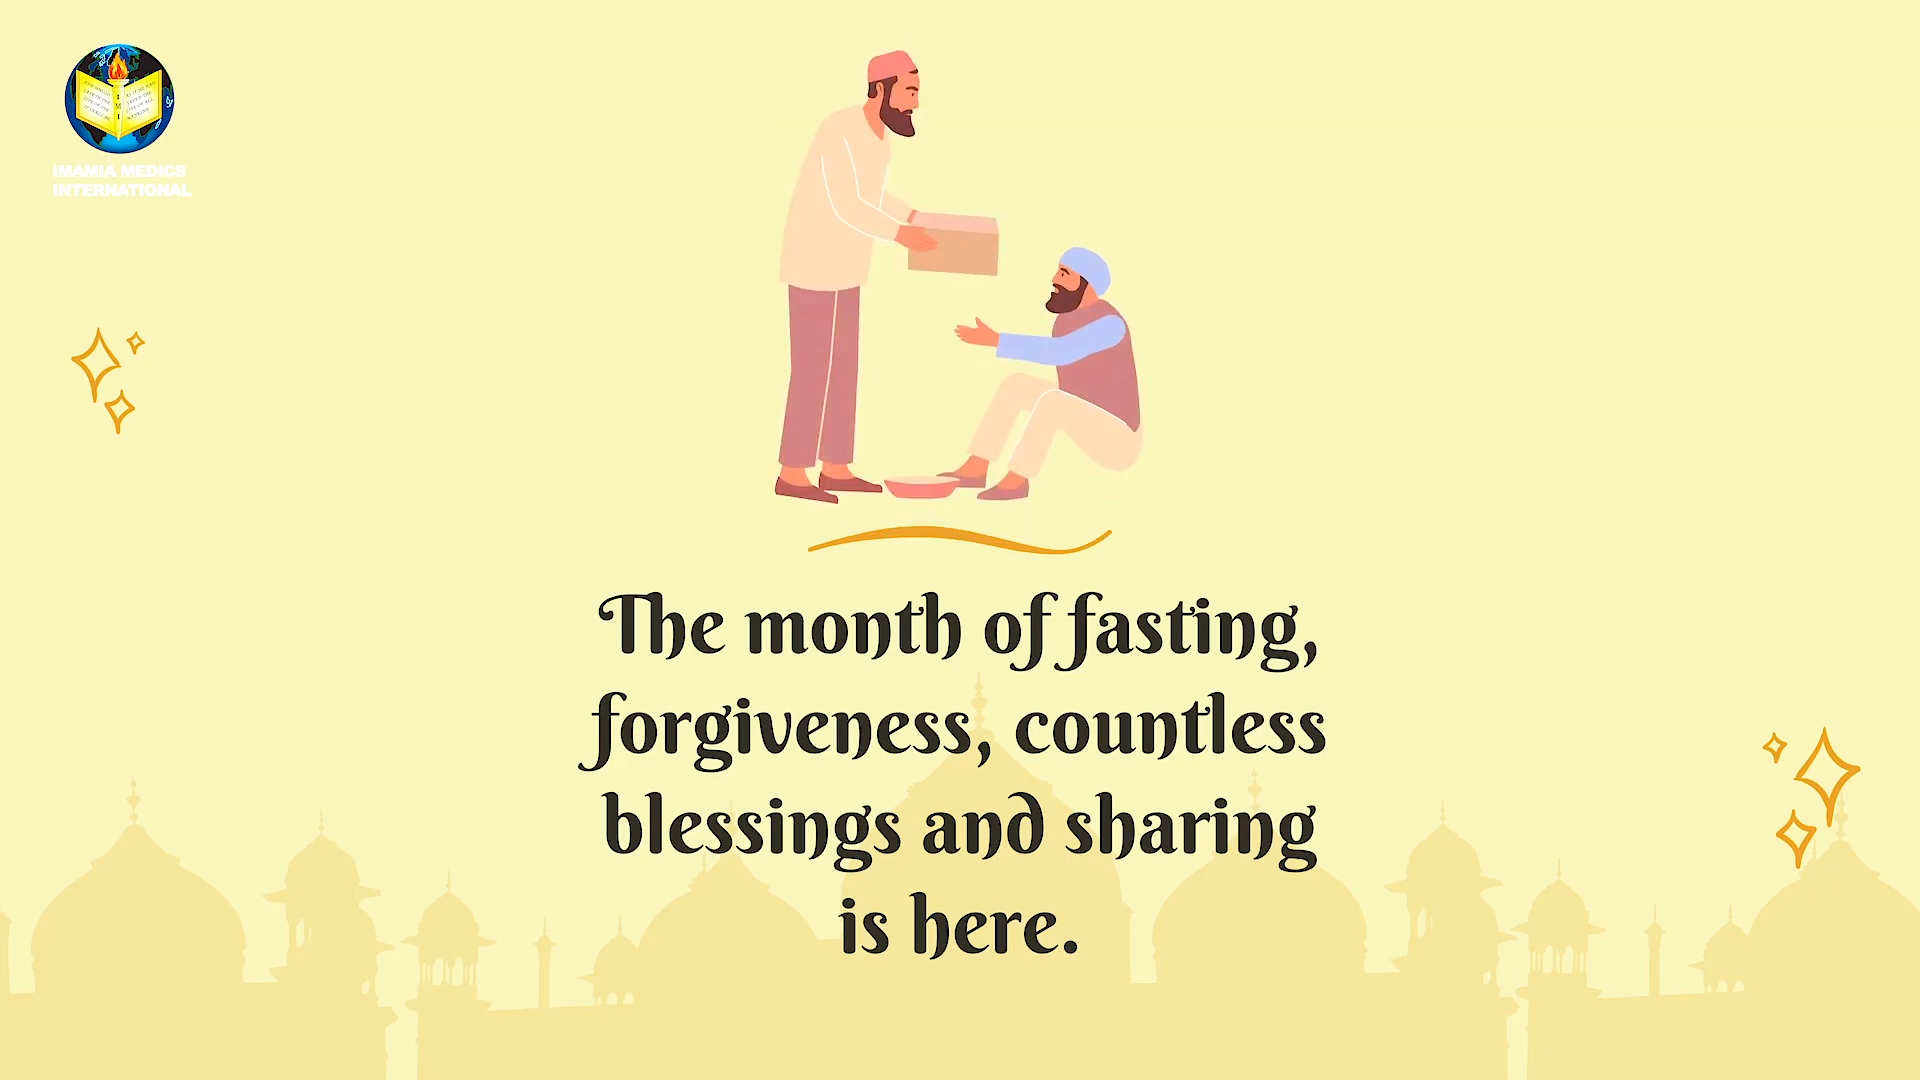 IMAMIA MEDICS
INTERNATIONAL
The month of fasting,
forgiveness, countless
blessings and sharing
is here.